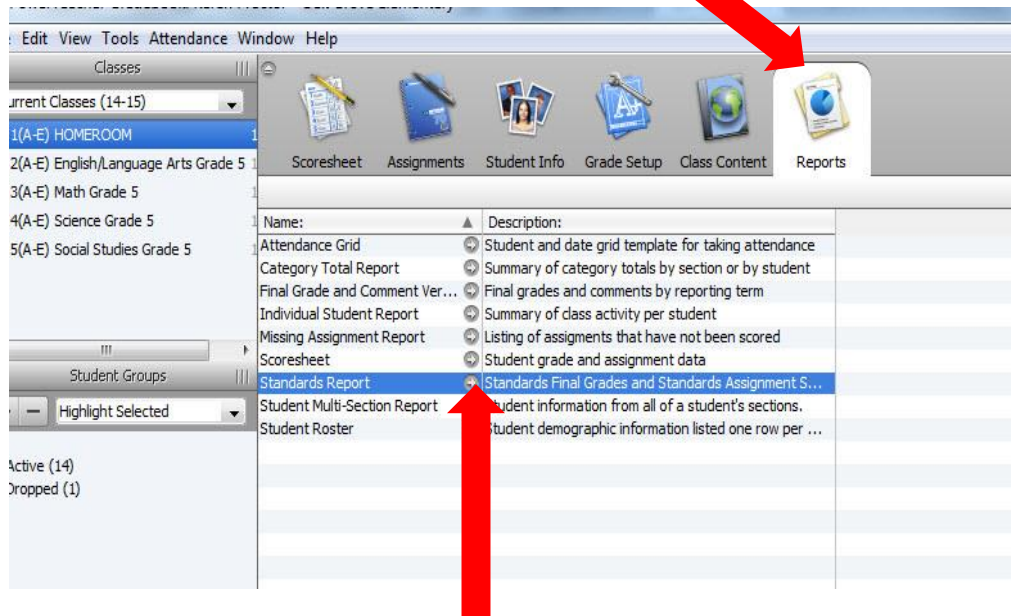 Edit View Tools Attendance Window Help
Classes
urrent Classes (14-15)
1(A-E) HOMEROOM 1
2(A-E) English/Language Arts Grade 5 1
3(A-E) Math Grade 5 1
4(A-E) Science Grade 5 1
5(A-E) Social Studies Grade 5 1
Student Groups
Highlight Selected
Active (14)
Dropped (1)
Scoresheet Assignments Student Info Grade Setup Class Content Reports
Name: Description:
Attendance Grid Student and date grid template for taking attendance
Category Total Report Summary of category totals by section or by student
Final Grade and Comment Ver... Final grades and comments by reporting term
Individual Student Report Summary of class activity per student
Missing Assignment Report Listing of assigments that have not been scored
Scoresheet Student grade and assignment data
Standards Report Standards Final Grades and Standards Assignment S...
Student Multi-Section Report Student information from all of a student's sections.
Student Roster Student demographic information listed one row per ...